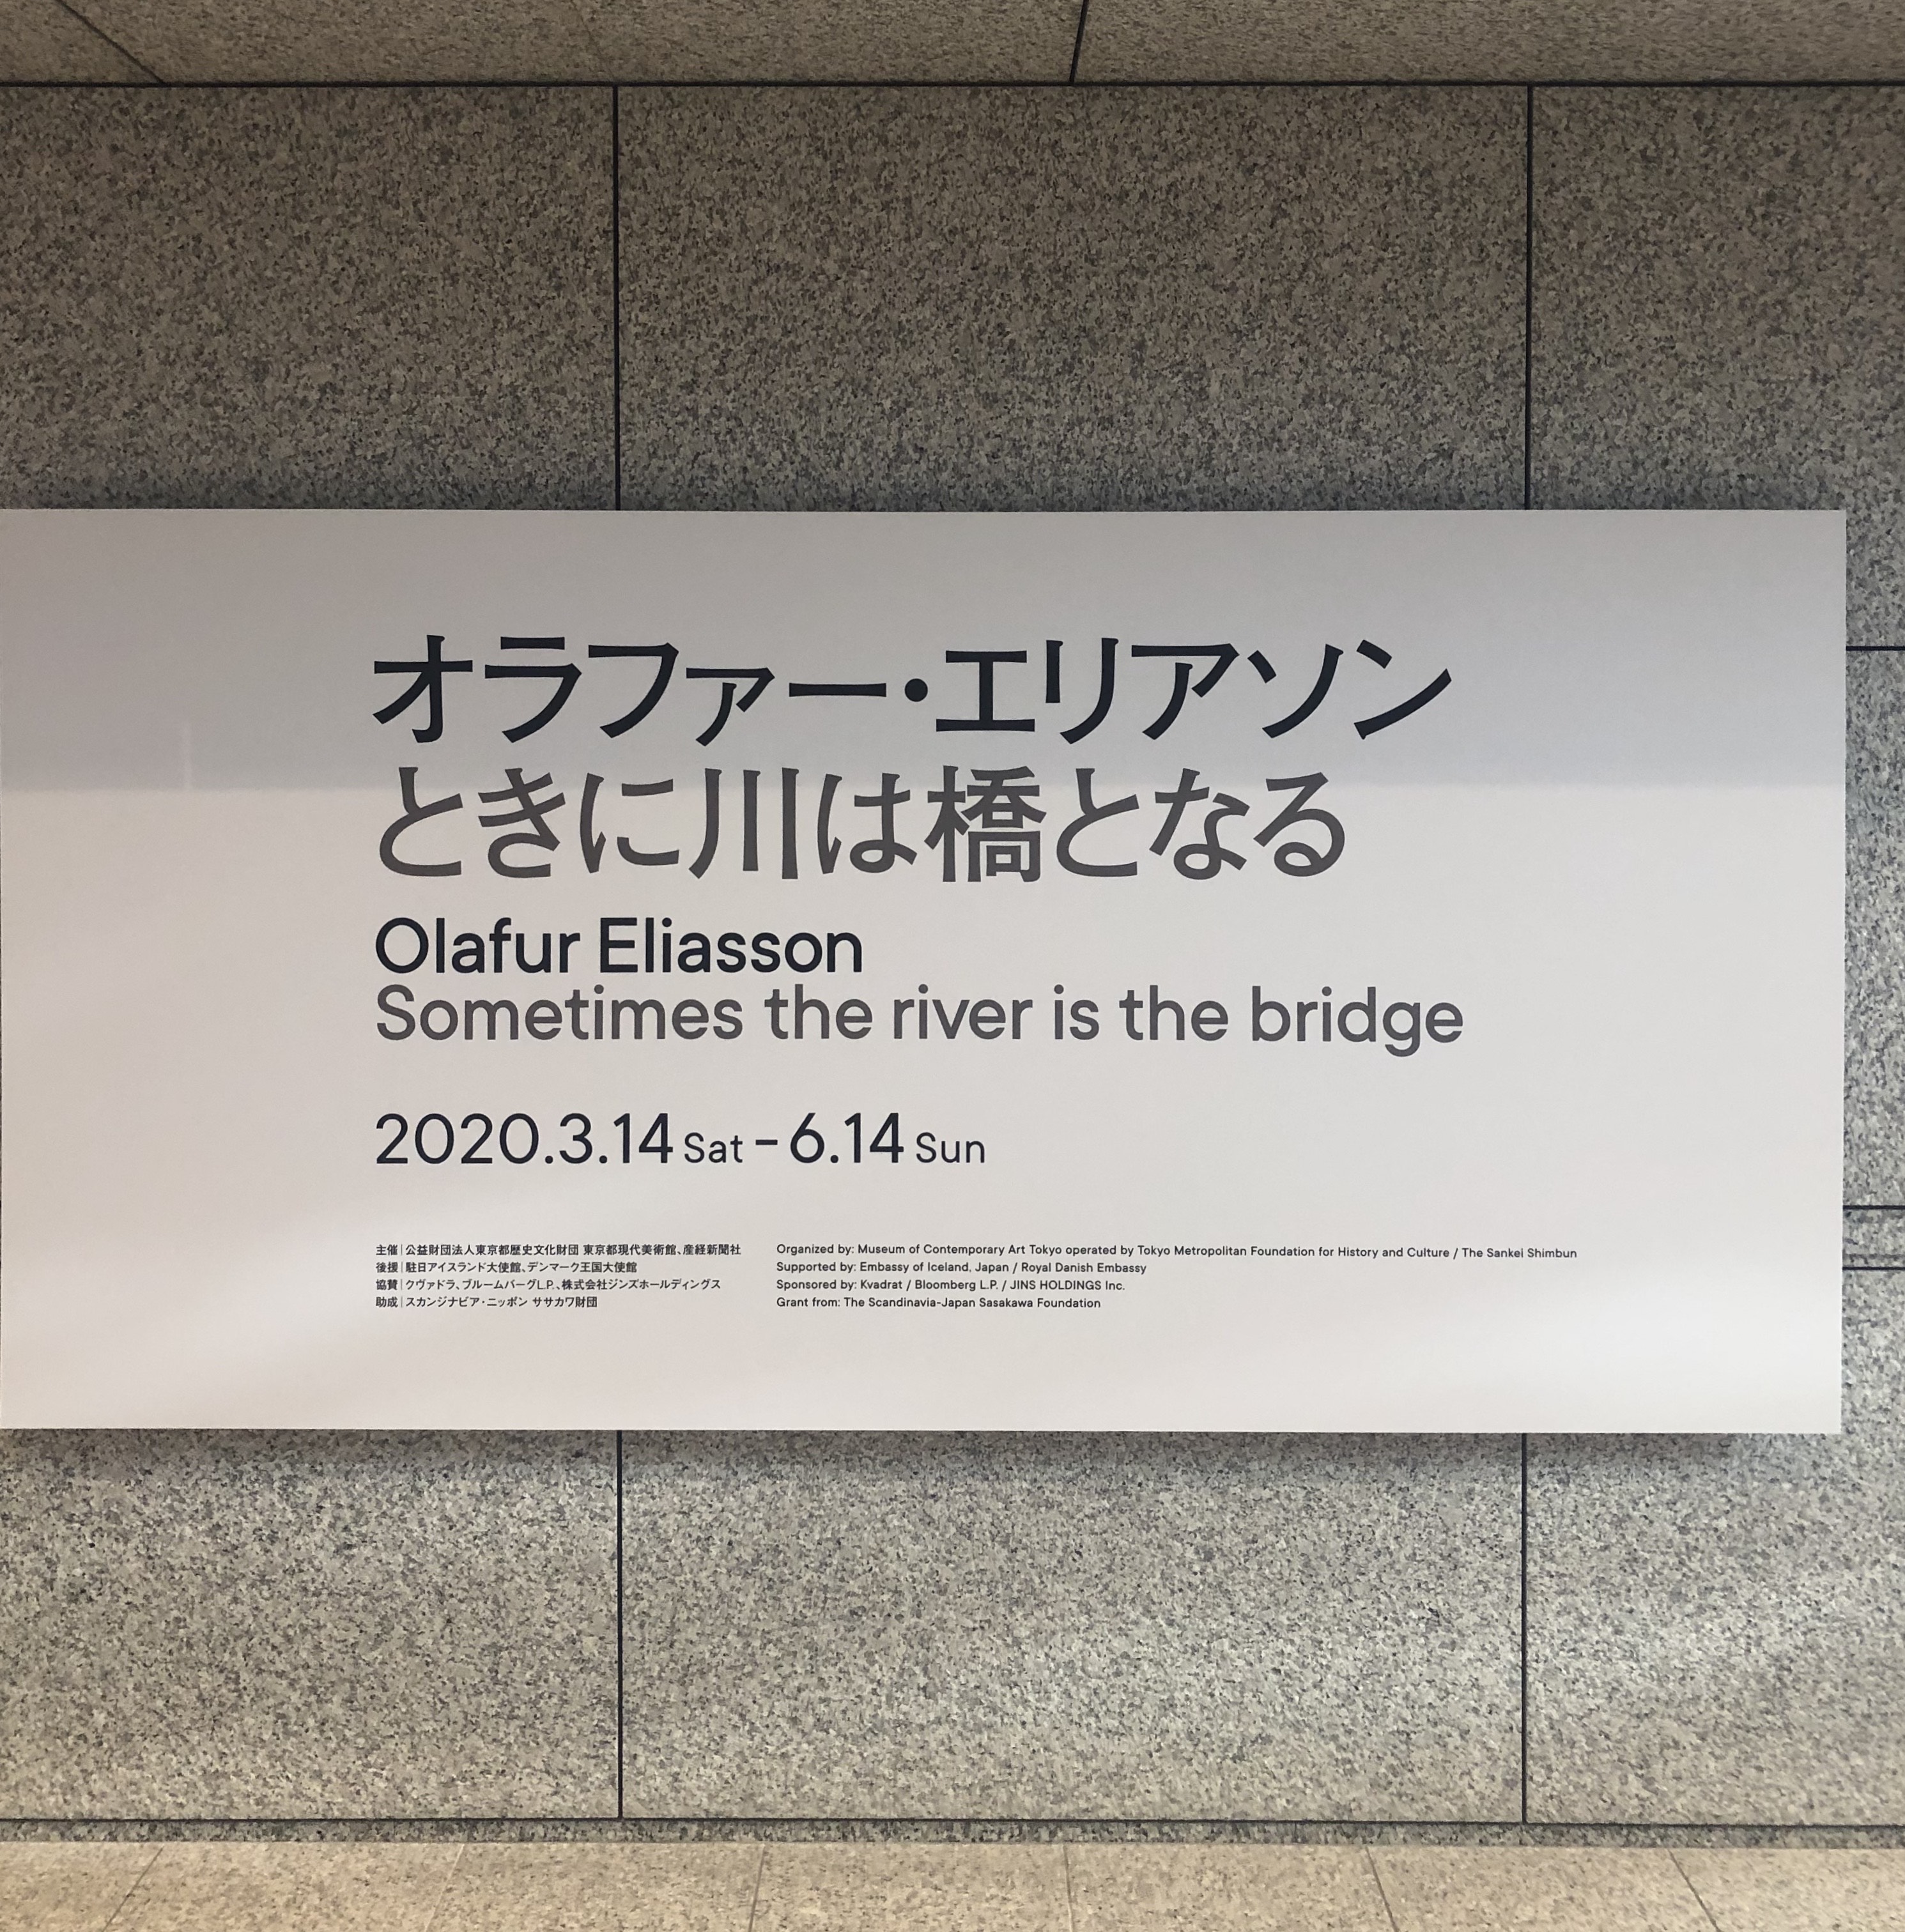 オラファー・エリアソン
ときに川は橋となる
Olafur Eliasson
Sometimes the river is the bridge
2020.3.14 Sat – 6.14 Sun
主催|公益財団法人東京都歴史文化財団 東京都現代美術館、産経新聞社
後援|駐日アイスランド大使館、デンマーク王国大使館
協賛|クヴァドラ、ブルームバーグL.P.、株式会社ジンズホールディングス
助成|スカンジナビア・ニッポン ササカワ財団
Organized by: Museum of Contemporary Art Tokyo operated by Tokyo Metropolitan Foundation for History and Culture / The Sankei Shimbun
Supported by: Embassy of Iceland, Japan / Royal Danish Embassy
Sponsored by: Kvadrat / Bloomberg L.P. / JINS HOLDINGS Inc.
Grant from: The Scandinavia-Japan Sasakawa Foundation